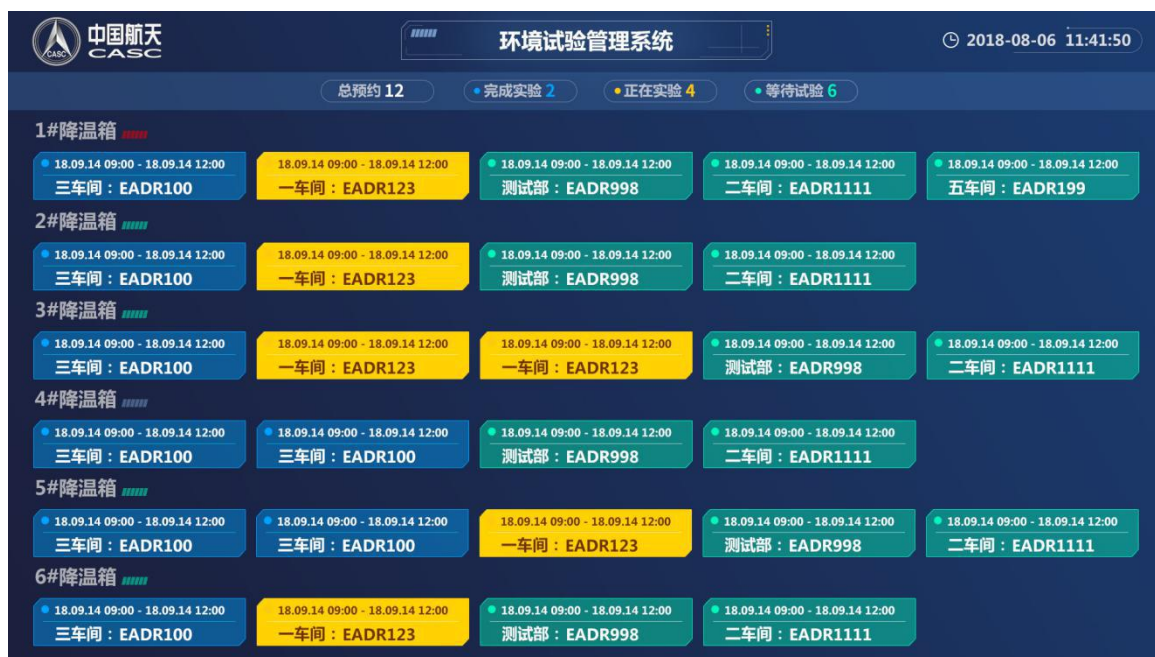 中国航天
CASC
CASC
环境试验管理系统
2018-08-06 11:41:50
总预约 12 完成实验 2 正在实验 4 等待试验 6
1#降温箱
18.09.14 09:00 - 18.09.14 12:00 18.09.14 09:00 - 18.09.14 12:00 18.09.14 09:00 - 18.09.14 12:00 18.09.14 09:00 - 18.09.14 12:00 18.09.14 09:00 - 18.09.14 12:00
三车间：EADR100 一车间：EADR123 测试部：EADR998 二车间：EADR1111 五车间：EADR199
2#降温箱
18.09.14 09:00 - 18.09.14 12:00 18.09.14 09:00 - 18.09.14 12:00 18.09.14 09:00 - 18.09.14 12:00 18.09.14 09:00 - 18.09.14 12:00
三车间：EADR100 一车间：EADR123 测试部：EADR998 二车间：EADR1111
3#降温箱
18.09.14 09:00 - 18.09.14 12:00 18.09.14 09:00 - 18.09.14 12:00 18.09.14 09:00 - 18.09.14 12:00 18.09.14 09:00 - 18.09.14 12:00 18.09.14 09:00 - 18.09.14 12:00
三车间：EADR100 一车间：EADR123 一车间：EADR123 测试部：EADR998 二车间：EADR1111
4#降温箱
18.09.14 09:00 - 18.09.14 12:00 18.09.14 09:00 - 18.09.14 12:00 18.09.14 09:00 - 18.09.14 12:00 18.09.14 09:00 - 18.09.14 12:00
三车间：EADR100 三车间：EADR100 测试部：EADR998 二车间：EADR1111
5#降温箱
18.09.14 09:00 - 18.09.14 12:00 18.09.14 09:00 - 18.09.14 12:00 18.09.14 09:00 - 18.09.14 12:00 18.09.14 09:00 - 18.09.14 12:00 18.09.14 09:00 - 18.09.14 12:00
三车间：EADR100 三车间：EADR100 一车间：EADR123 测试部：EADR998 二车间：EADR1111
6#降温箱
18.09.14 09:00 - 18.09.14 12:00 18.09.14 09:00 - 18.09.14 12:00 18.09.14 09:00 - 18.09.14 12:00 18.09.14 09:00 - 18.09.14 12:00
三车间：EADR100 一车间：EADR123 测试部：EADR998 二车间：EADR1111